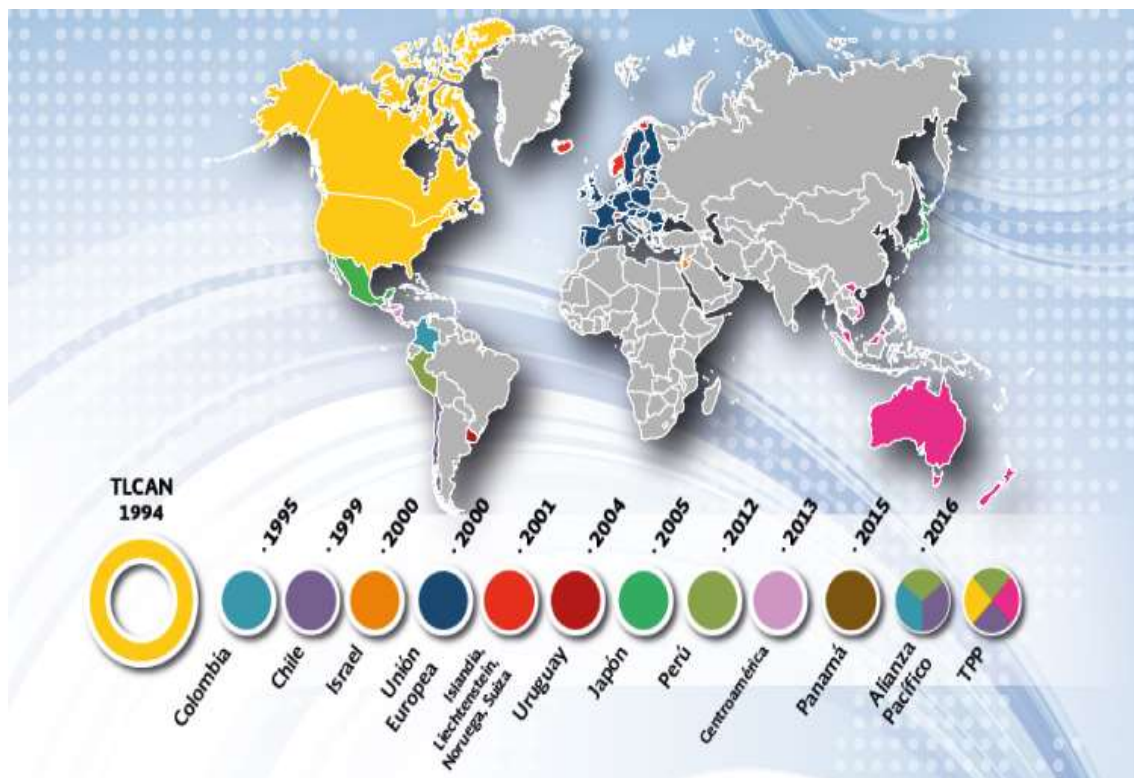 TLCAN
1994
· 1995
· 1999
· 2000
· 2000
· 2001
· 2004
· 2005
· 2012
· 2013
· 2015
· 2016
Colombia
Chile
Israel
Unión
Europea
Islandia,
Liechtenstein,
Noruega, Suiza
Uruguay
Japón
Perú
Centroamérica
Panamá
Alianza
Pacífico
TPP